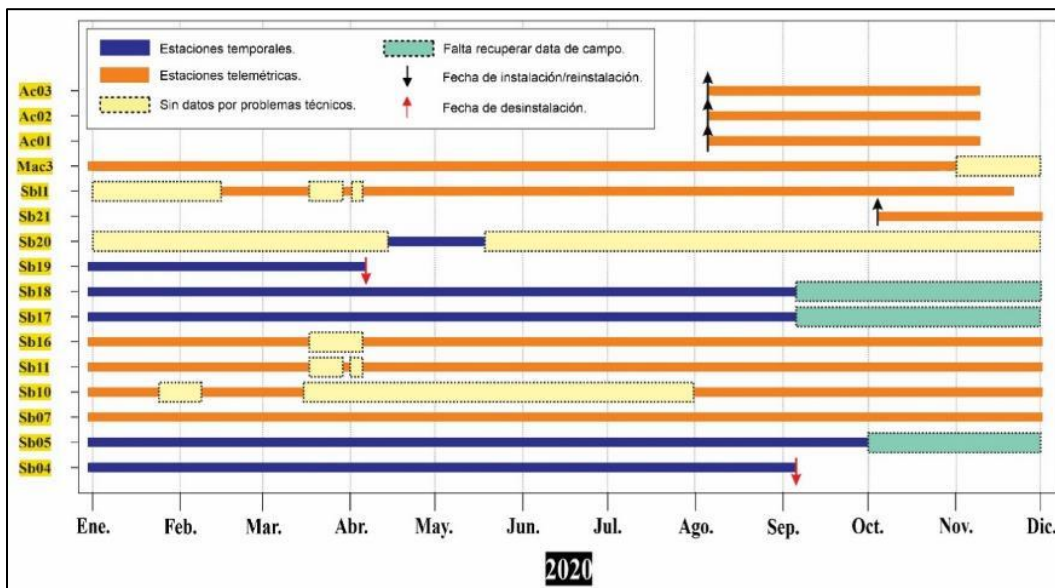 Estaciones temporales.
Falta recuperar data de campo.
Estaciones telemétricas.
Fecha de instalación/reinstalación.
Sin datos por problemas técnicos.
Fecha de desinstalación.
Ac03
Ac02
Ac01
Mac3
Sbl1
Sb21
Sb20
Sb19
Sb18
Sb17
Sb16
Sb11
Sb10
Sb07
Sb05
Sb04
Ene. Feb. Mar. Abr. May. Jun. Jul. Ago. Sep. Oct. Nov. Dic.
2020